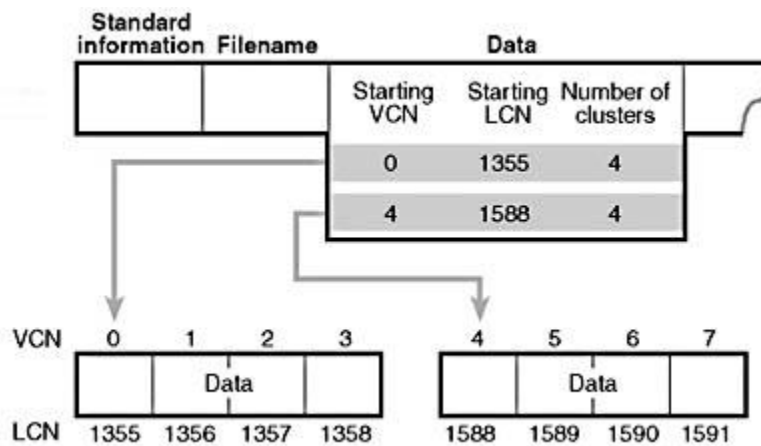 Standard information Filename Data
Starting VCN Starting LCN Number of clusters
0 1355 4
4 1588 4
VCN 0 1 2 3 4 5 6 7
Data Data
LCN 1355 1356 1357 1358 1588 1589 1590 1591